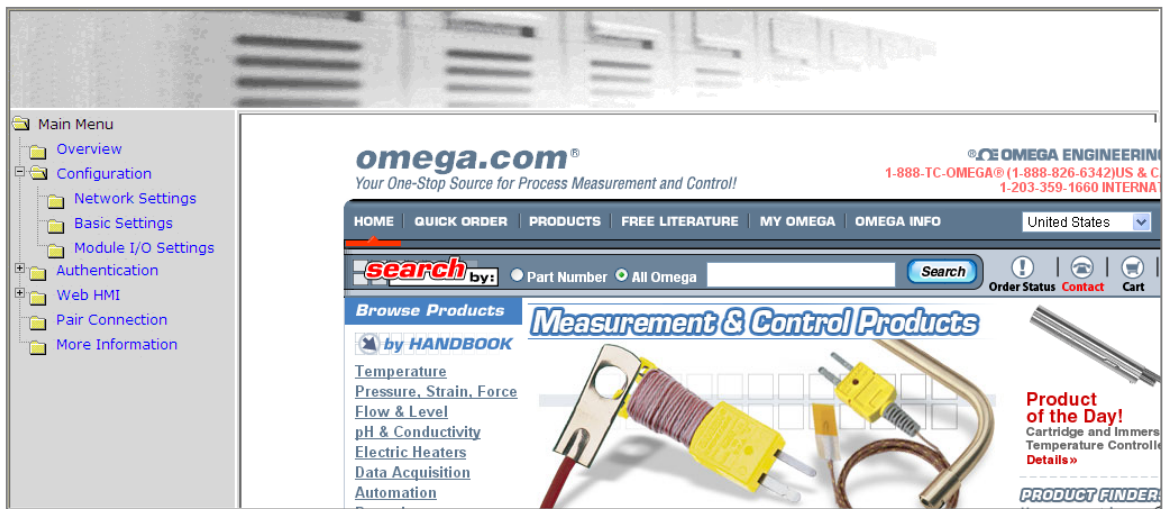 Main Menu
Overview
Configuration
Network Settings
Basic Settings
Module I/O Settings
Authentication
Web HMI
Pair Connection
More Information
omega.com®
Your One-Stop Source for Process Measurement and Control!
® OMEGA ENGINEERING
1-888-TC-OMEGA® (1-888-826-6342)US & C
1-203-359-1660 INTERNA
HOME | QUICK ORDER | PRODUCTS | FREE LITERATURE | MY OMEGA | OMEGA INFO
United States
search by: Part Number All Omega Search
Order Status Contact Cart
Browse Products
by HANDBOOK
Temperature
Pressure, Strain, Force
Flow & Level
pH & Conductivity
Electric Heaters
Data Acquisition
Automation
Measurement & Control Products
Product
of the Day!
Cartridge and Immers
Temperature Controlle
Details»
PRODUCT FINDER